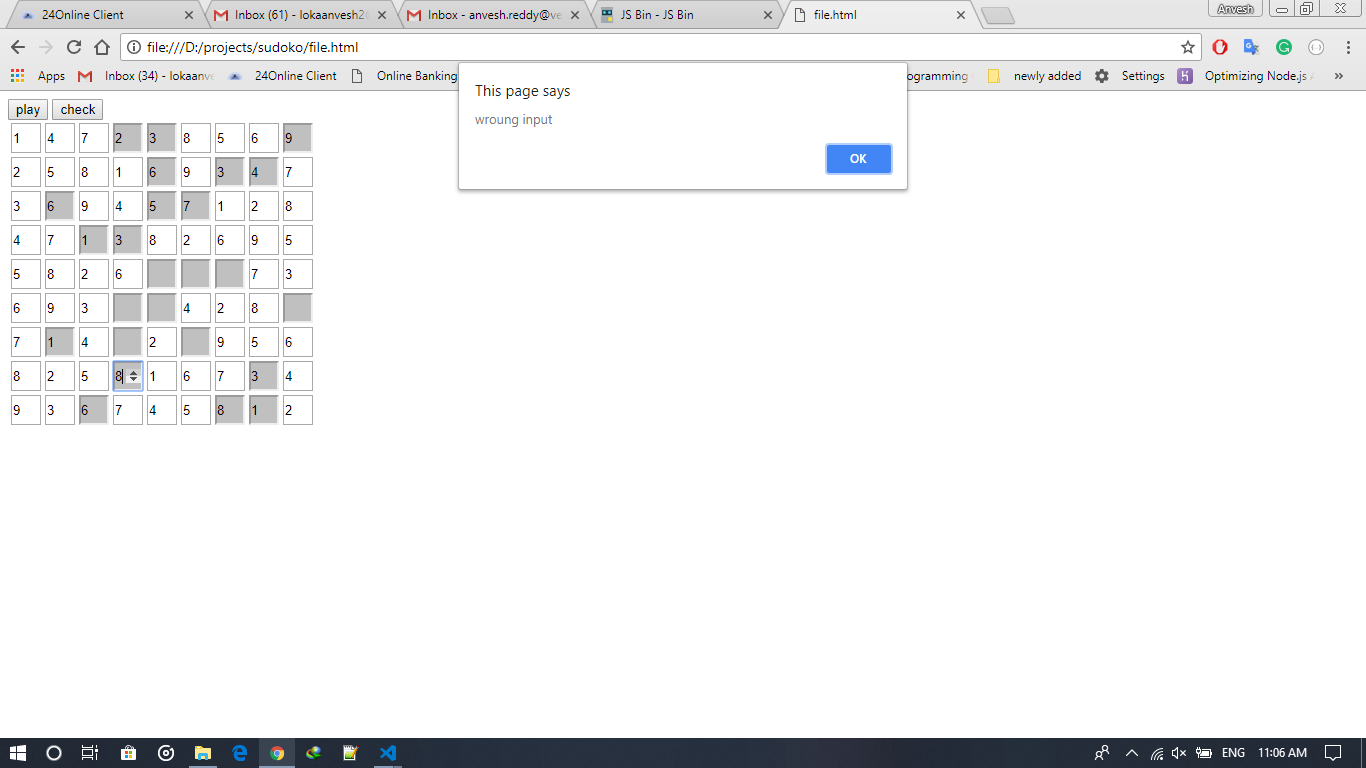 24Online Client Inbox (61) - lokaanvesh2 Inbox - anvesh.reddy@ve JS Bin - JS Bin file.html Anvesh
file:///D:/projects/sudoko/file.html
Apps Inbox (34) - lokaanve 24Online Client Online Banking rogramming newly added Settings Optimizing Node.js
This page says
wroung input
OK
play check
1 4 7 2 3 8 5 6 9
2 5 8 1 6 9 3 4 7
3 6 9 4 5 7 1 2 8
4 7 1 3 8 2 6 9 5
5 8 2 6 7 3
6 9 3 4 2 8
7 1 4 2 9 5 6
8 2 5 8 1 6 7 3 4
9 3 6 7 4 5 8 1 2
ENG 11:06 AM